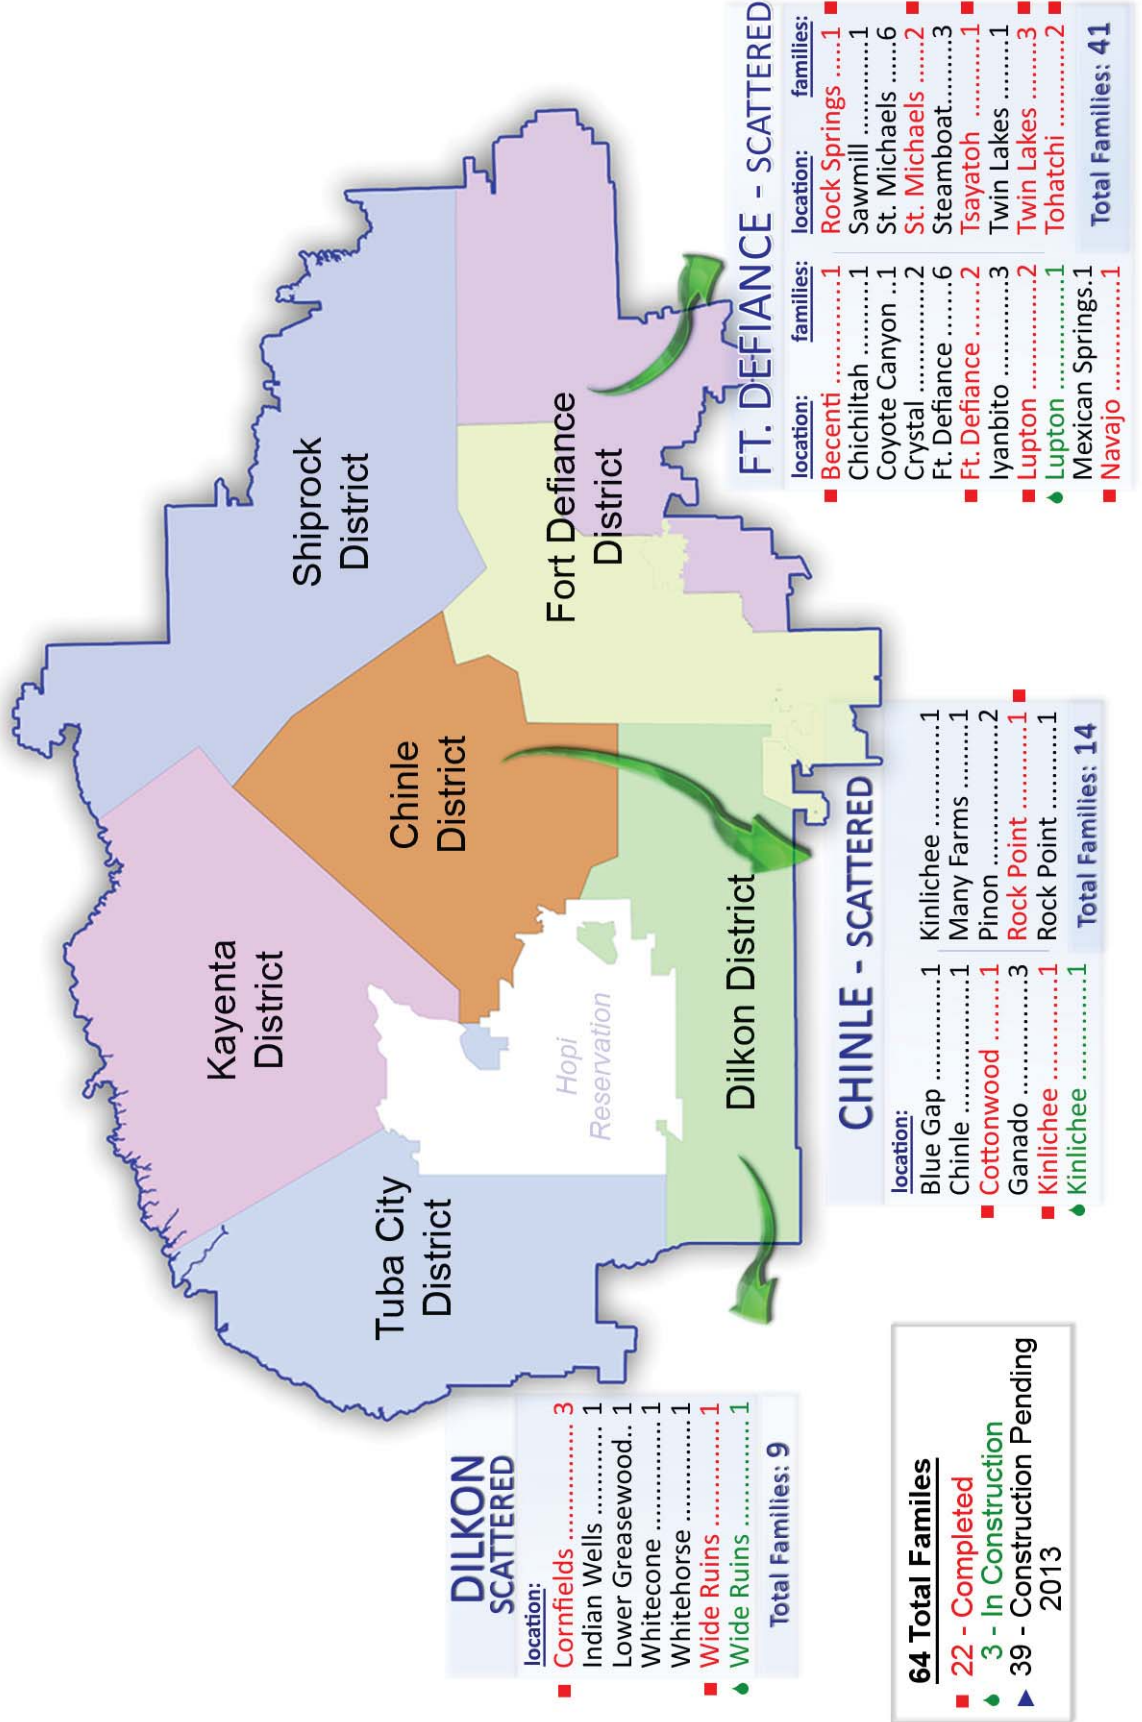 Shiprock
District
Kayenta
District
Chinle
District
Tuba City
District
Fort Defiance
District
Hopi
Reservation
Dilkon District
DILKON
SCATTERED
location:
Cornfields ..................... 3
Indian Wells ............ 1
Lower Greasewood.. 1
Whitecone ............... 1
Whitehorse .............. 1
Wide Ruins .............. 1
Wide Ruins .............. 1
Total Families: 9
CHINLE - SCATTERED
location:
Blue Gap ................ 1
Chinle .................... 1
Cottonwood ........ 1
Ganado .................. 3
Kinlichee ............... 1
Kinlichee ............... 1
Kinlichee ............... 1
Many Farms .......... 1
Pinon ..................... 2
Rock Point ............. 1
Rock Point ............. 1
Total Families: 14
FT. DEFIANCE - SCATTERED
location: families:
Becenti ................ 1
Chichiltah ............ 1
Coyote Canyon .. 1
Crystal ................. 2
Ft. Defiance ....... 6
Ft. Defiance ....... 2
Iyanbito .............. 3
Lupton ................ 2
Lupton ................ 1
Mexican Springs. 1
Navajo ................ 1
location: families:
Rock Springs ..... 1
Sawmill .............. 1
St. Michaels ...... 6
St. Michaels ...... 2
Steamboat......... 3
Tsayatoh ........... 1
Twin Lakes ........ 1
Twin Lakes ........ 3
Tohatchi ............ 2
Total Families: 41
64 Total Familes
22 - Completed
3 - In Construction
39 - Construction Pending
2013